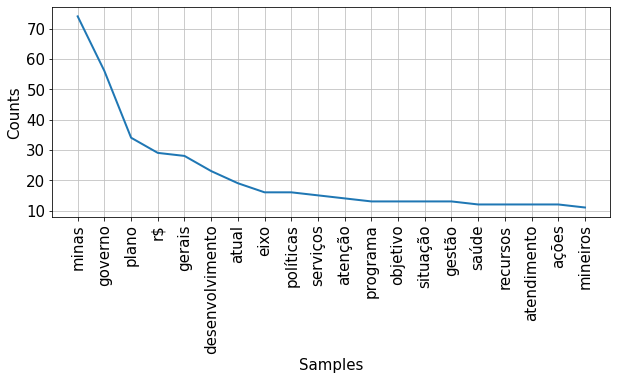 Counts
70
60
50
40
30
20
10
minas
governo
plano
r$
gerais
desenvolvimento
atual
eixo
políticas
serviços
atenção
programa
objetivo
situação
gestão
saúde
recursos
atendimento
ações
mineiros
Samples